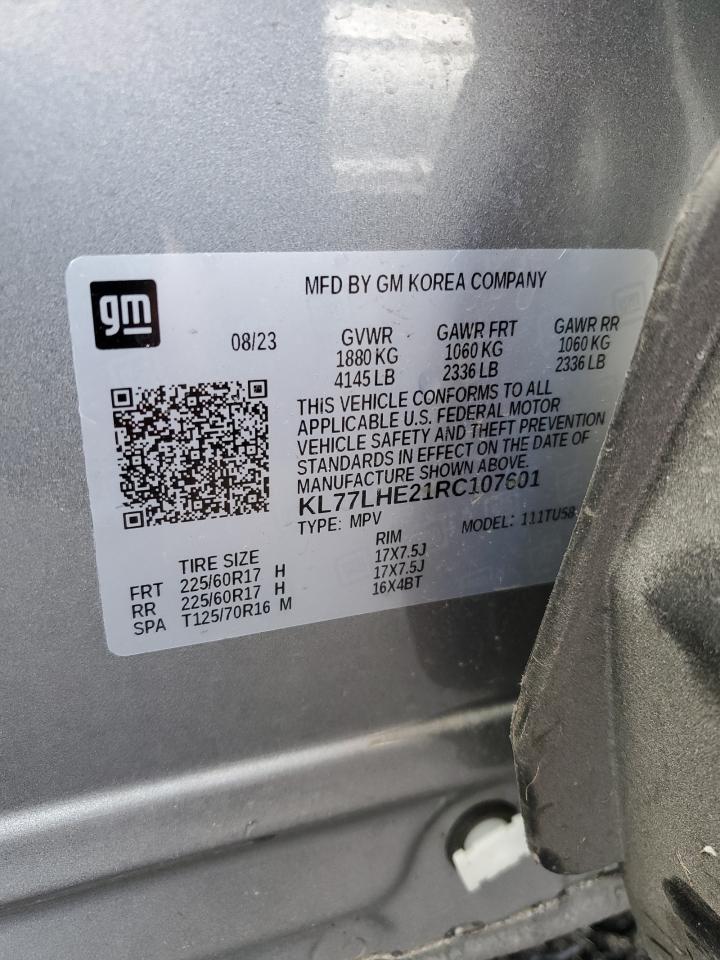 gm
MFD BY GM KOREA COMPANY
08/23 GVWR GAWR FRT GAWR RR
1880 KG 1060 KG 1060 KG
4145 LB 2336 LB 2336 LB
THIS VEHICLE CONFORMS TO ALL
APPLICABLE U.S. FEDERAL MOTOR
VEHICLE SAFETY AND THEFT PREVENTION
STANDARDS IN EFFECT ON THE DATE OF
MANUFACTURE SHOWN ABOVE.
KL77LHE21RC107601
TYPE: MPV MODEL: 111TU58
TIRE SIZE RIM
FRT 225/60R17 H 17X7.5J
RR 225/60R17 H 17X7.5J
SPA T125/70R16 M 16X4BT